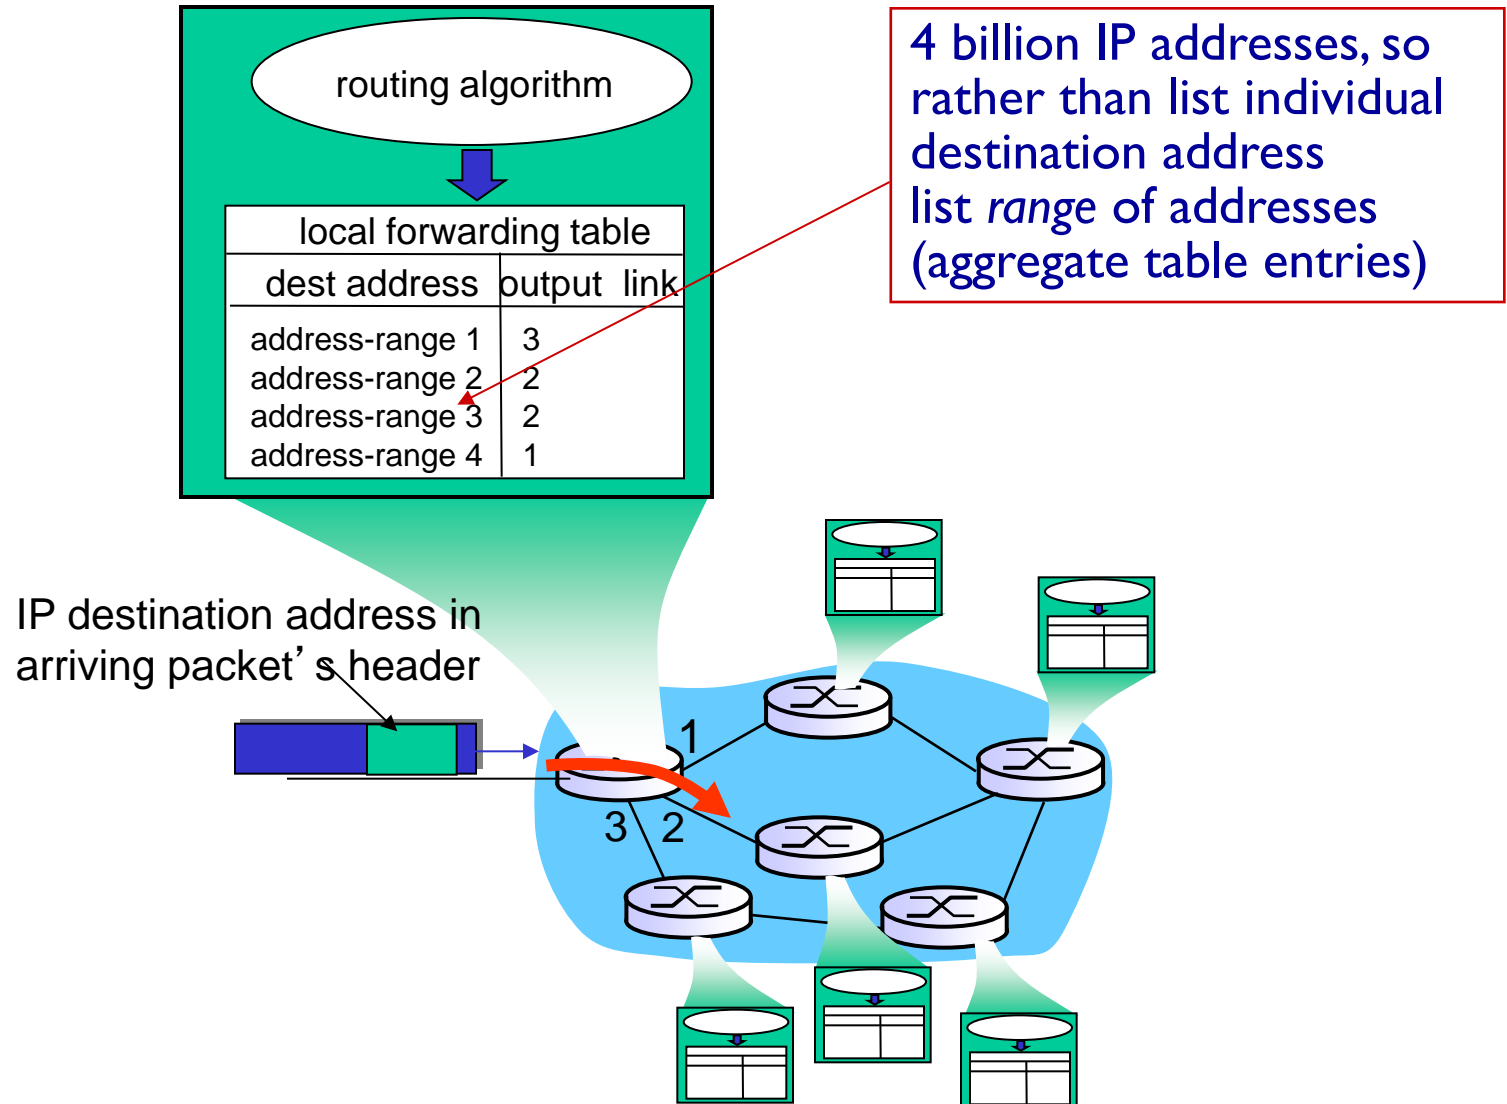 routing algorithm
local forwarding table
dest address output link
address-range 1 3
address-range 2 2
address-range 3 2
address-range 4 1
4 billion IP addresses, so
rather than list individual
destination address
list range of addresses
(aggregate table entries)
IP destination address in
arriving packet’s header
1
3 2